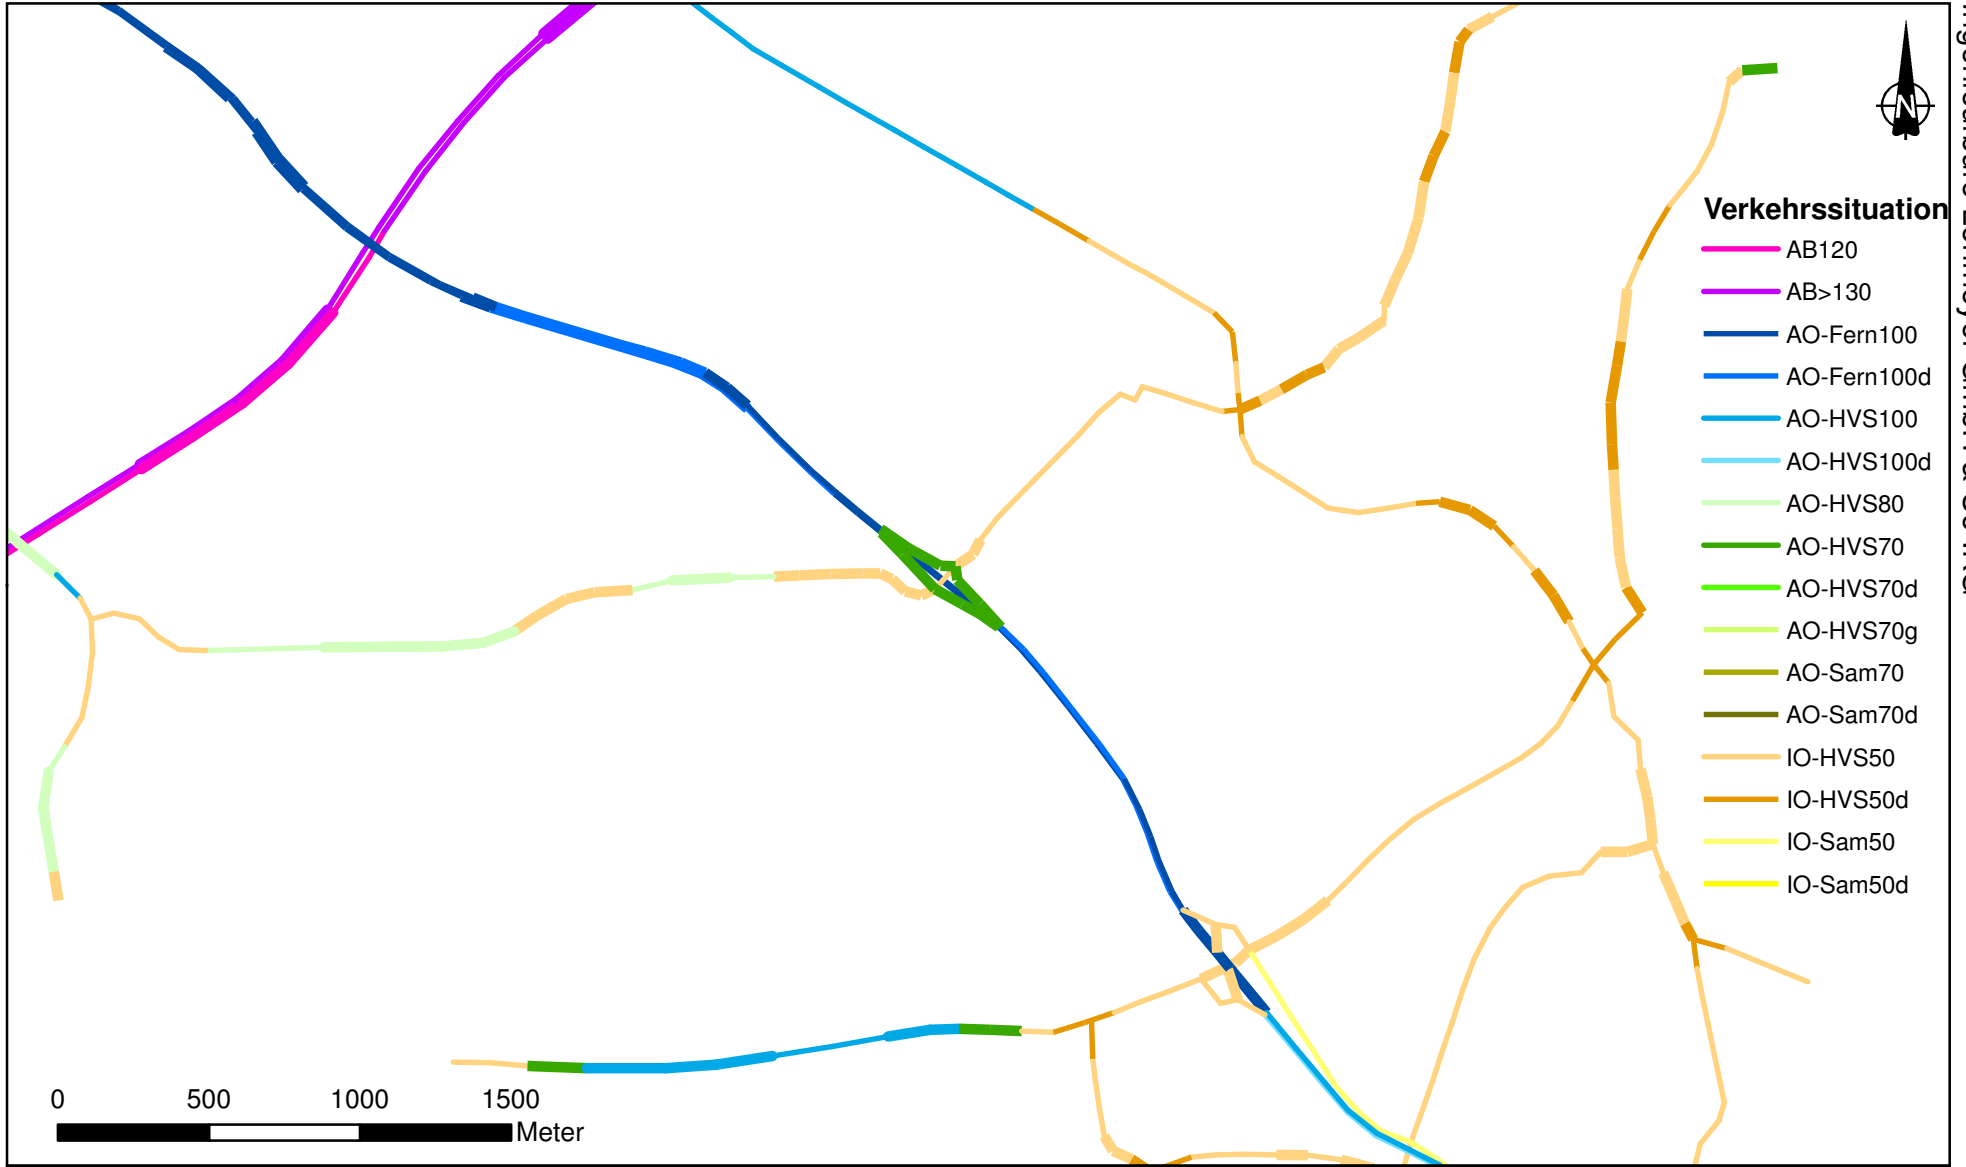 N
Verkehrssituation
AB120
AB>130
AO-Fern100
AO-Fern100d
AO-HVS100
AO-HVS100d
AO-HVS80
AO-HVS70
AO-HVS70d
AO-HVS70g
AO-Sam70
AO-Sam70d
IO-HVS50
IO-HVS50d
IO-Sam50
IO-Sam50d
0 500 1000 1500
Meter